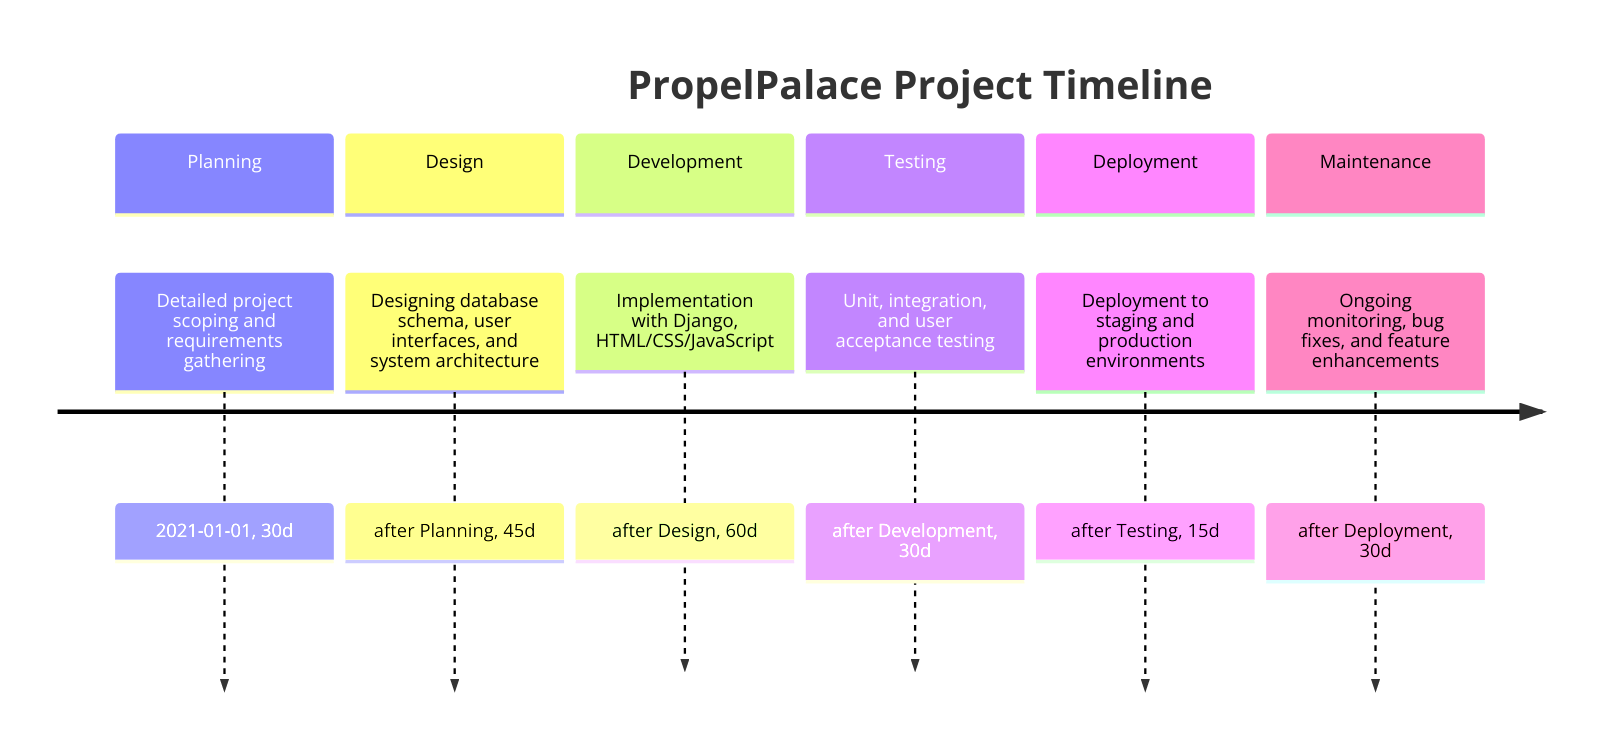 PropelPalace Project Timeline
Planning
Design
Development
Testing
Deployment
Maintenance
Detailed project
scoping and
requirements
gathering
Designing database
schema, user
interfaces, and
system architecture
Implementation
with Django,
HTML/CSS/JavaScript
Unit, integration,
and user
acceptance testing
Deployment to
staging and
production
environments
Ongoing
monitoring, bug
fixes, and feature
enhancements
2021-01-01, 30d
after Planning, 45d
after Design, 60d
after Development,
30d
after Testing, 15d
after Deployment,
30d